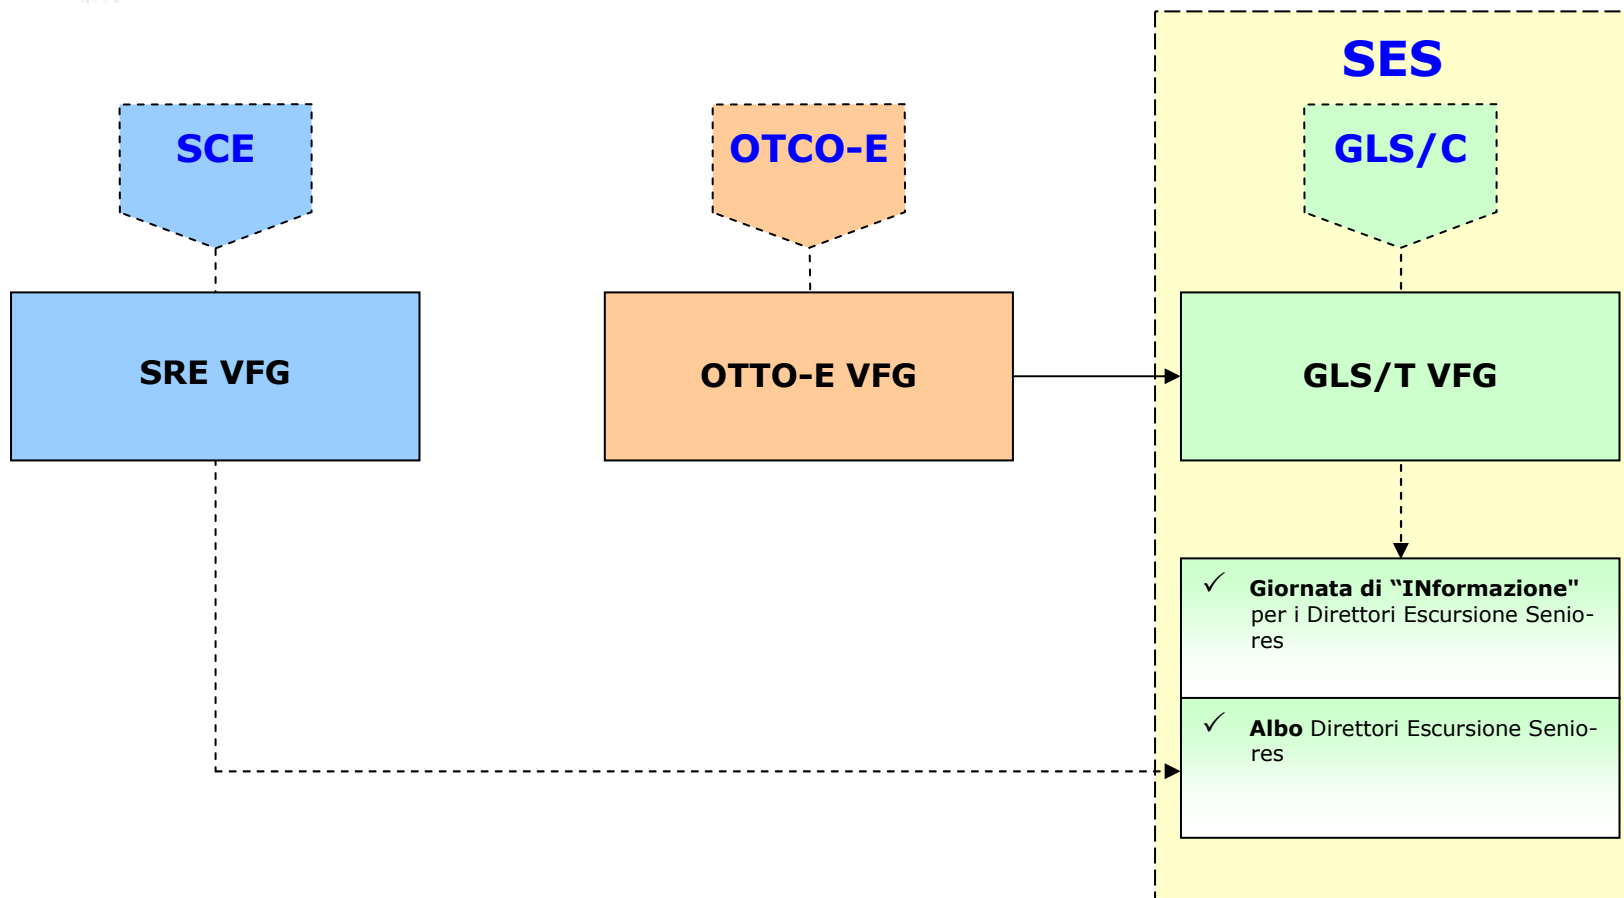 SES
SCE
OTCO-E
GLS/C
SRE VFG
OTTO-E VFG
GLS/T VFG
✓ Giornata di “INformazione"
per i Direttori Escursione Senio-
res
✓ Albo Direttori Escursione Senio-
res